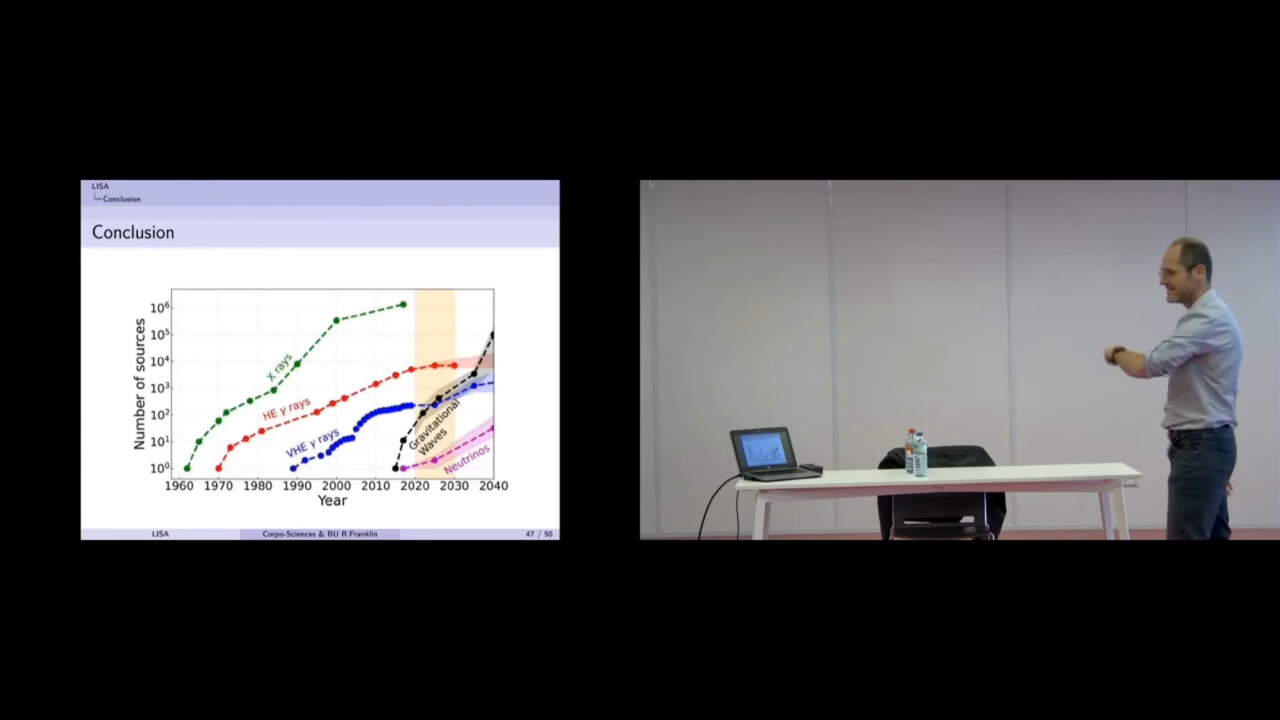 LISA
Conclusion
Conclusion
Number of sources
10⁶
10⁵
10⁴
10³
10²
10¹
10⁰
X rays
HE γ rays
VHE γ rays
Gravitational
Waves
Neutrinos
1960 1970 1980 1990 2000 2010 2020 2030 2040
Year
LISA Corpo-Sciences & BU R.Franklin 47 / 50